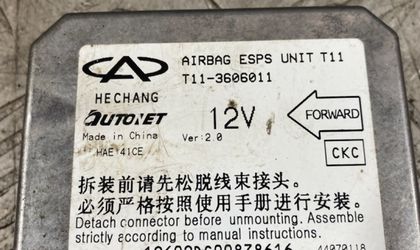 AIRBAG ESPS UNIT T11
T11-3606011
HECHANG
AUTONET
Made in China
HAE-41CE
12V
Ver:2.0
FORWARD
CKC
拆装前请先松脱线束接头。
必须严格按照使用手册进行安装。
Detach connector before unmounting. Assemble
strictly according to manual instructions.
44070118